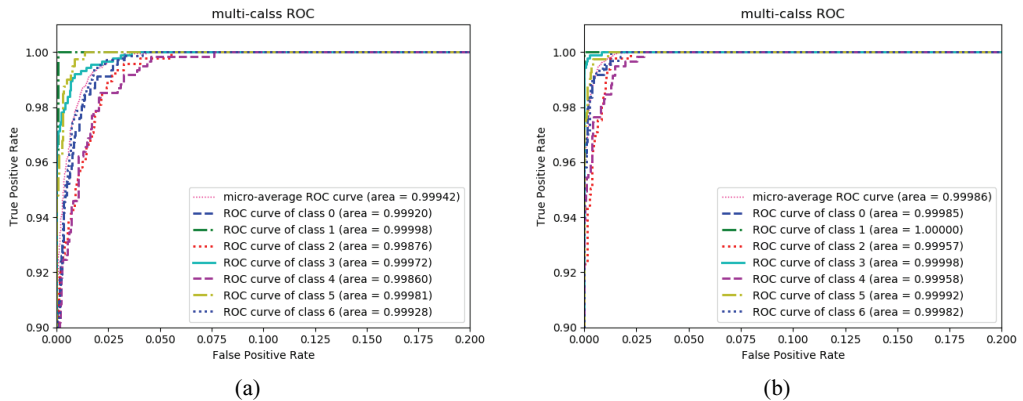 multi-calss ROC
1.00
0.98
0.96
0.94
0.92
0.90
True Positive Rate
micro-average ROC curve (area = 0.99942)
ROC curve of class 0 (area = 0.99920)
ROC curve of class 1 (area = 0.99998)
ROC curve of class 2 (area = 0.99876)
ROC curve of class 3 (area = 0.99972)
ROC curve of class 4 (area = 0.99860)
ROC curve of class 5 (area = 0.99981)
ROC curve of class 6 (area = 0.99928)
0.000 0.025 0.050 0.075 0.100 0.125 0.150 0.175 0.200
False Positive Rate
(a)
multi-calss ROC
1.00
0.98
0.96
0.94
0.92
0.90
True Positive Rate
micro-average ROC curve (area = 0.99986)
ROC curve of class 0 (area = 0.99985)
ROC curve of class 1 (area = 1.00000)
ROC curve of class 2 (area = 0.99957)
ROC curve of class 3 (area = 0.99998)
ROC curve of class 4 (area = 0.99958)
ROC curve of class 5 (area = 0.99992)
ROC curve of class 6 (area = 0.99982)
0.000 0.025 0.050 0.075 0.100 0.125 0.150 0.175 0.200
False Positive Rate
(b)